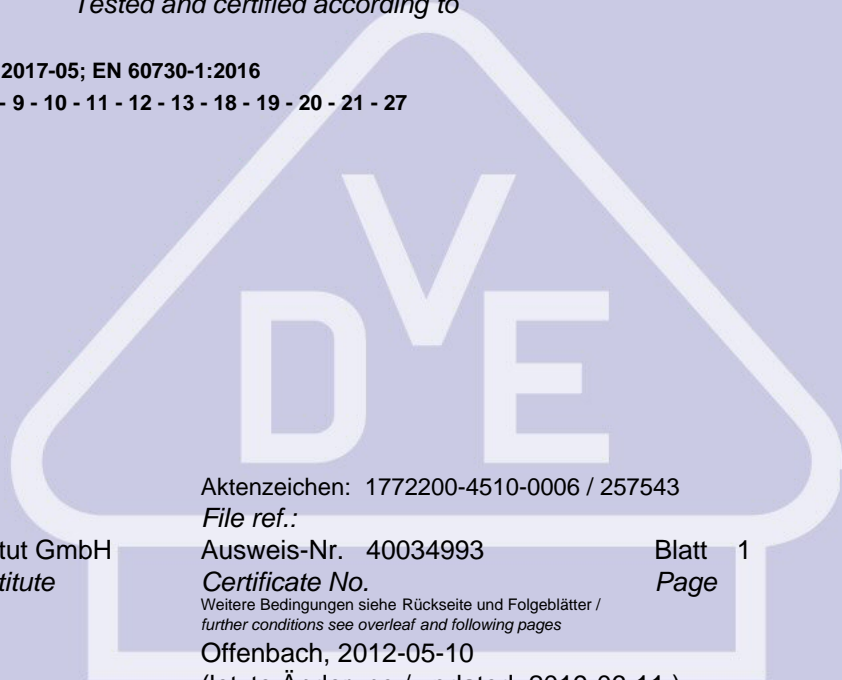 Tested and certified according to
2017-05; EN 60730-1:2016
- 9 - 10 - 11 - 12 - 13 - 18 - 19 - 20 - 21 - 27
V
D E
Aktenzeichen: 1772200-4510-0006 / 257543
File ref.:
tut GmbH Ausweis-Nr. 40034993 Blatt 1
titute Certificate No. Page
Weitere Bedingungen siehe Rückseite und Folgeblätter /
further conditions see overleaf and following pages
Offenbach, 2012-05-10